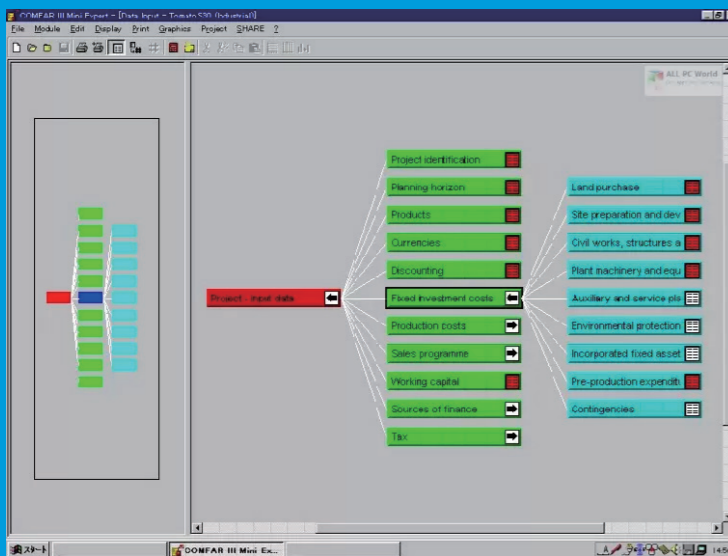 COMFAR III Mini Expert - [Data Input - Tomato S30 (Industrial)]
File Module Edit Display Print Graphics Project SHARE ?
ALL PC World
Project identification
Planning horizon
Products
Currencies
Discounting
Project - input data
Fixed investment costs
Production costs
Sales programme
Working capital
Sources of finance
Tax
Land purchase
Site preparation and dev
Civil works, structures a
Plant machinery and equ
Auxiliary and service pla
Environmental protection
Incorporated fixed asset
Pre-production expenditu
Contingencies
スタート
COMFAR III Mini Ex...
A